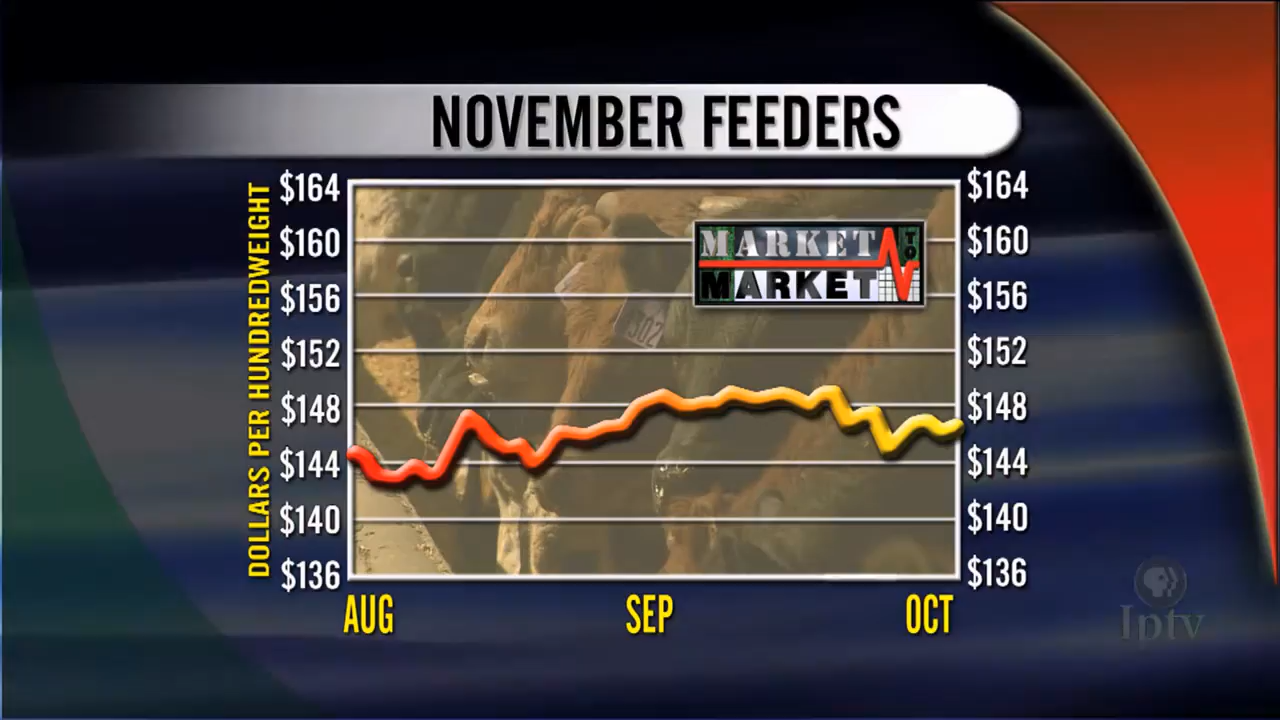 NOVEMBER FEEDERS
DOLLARS PER HUNDREDWEIGHT
$164 $164
$160 $160
$156 $156
$152 $152
$148 $148
$144 $144
$140 $140
$136 $136
MARKET TO
MARKET
302
AUG SEP OCT
Iptv